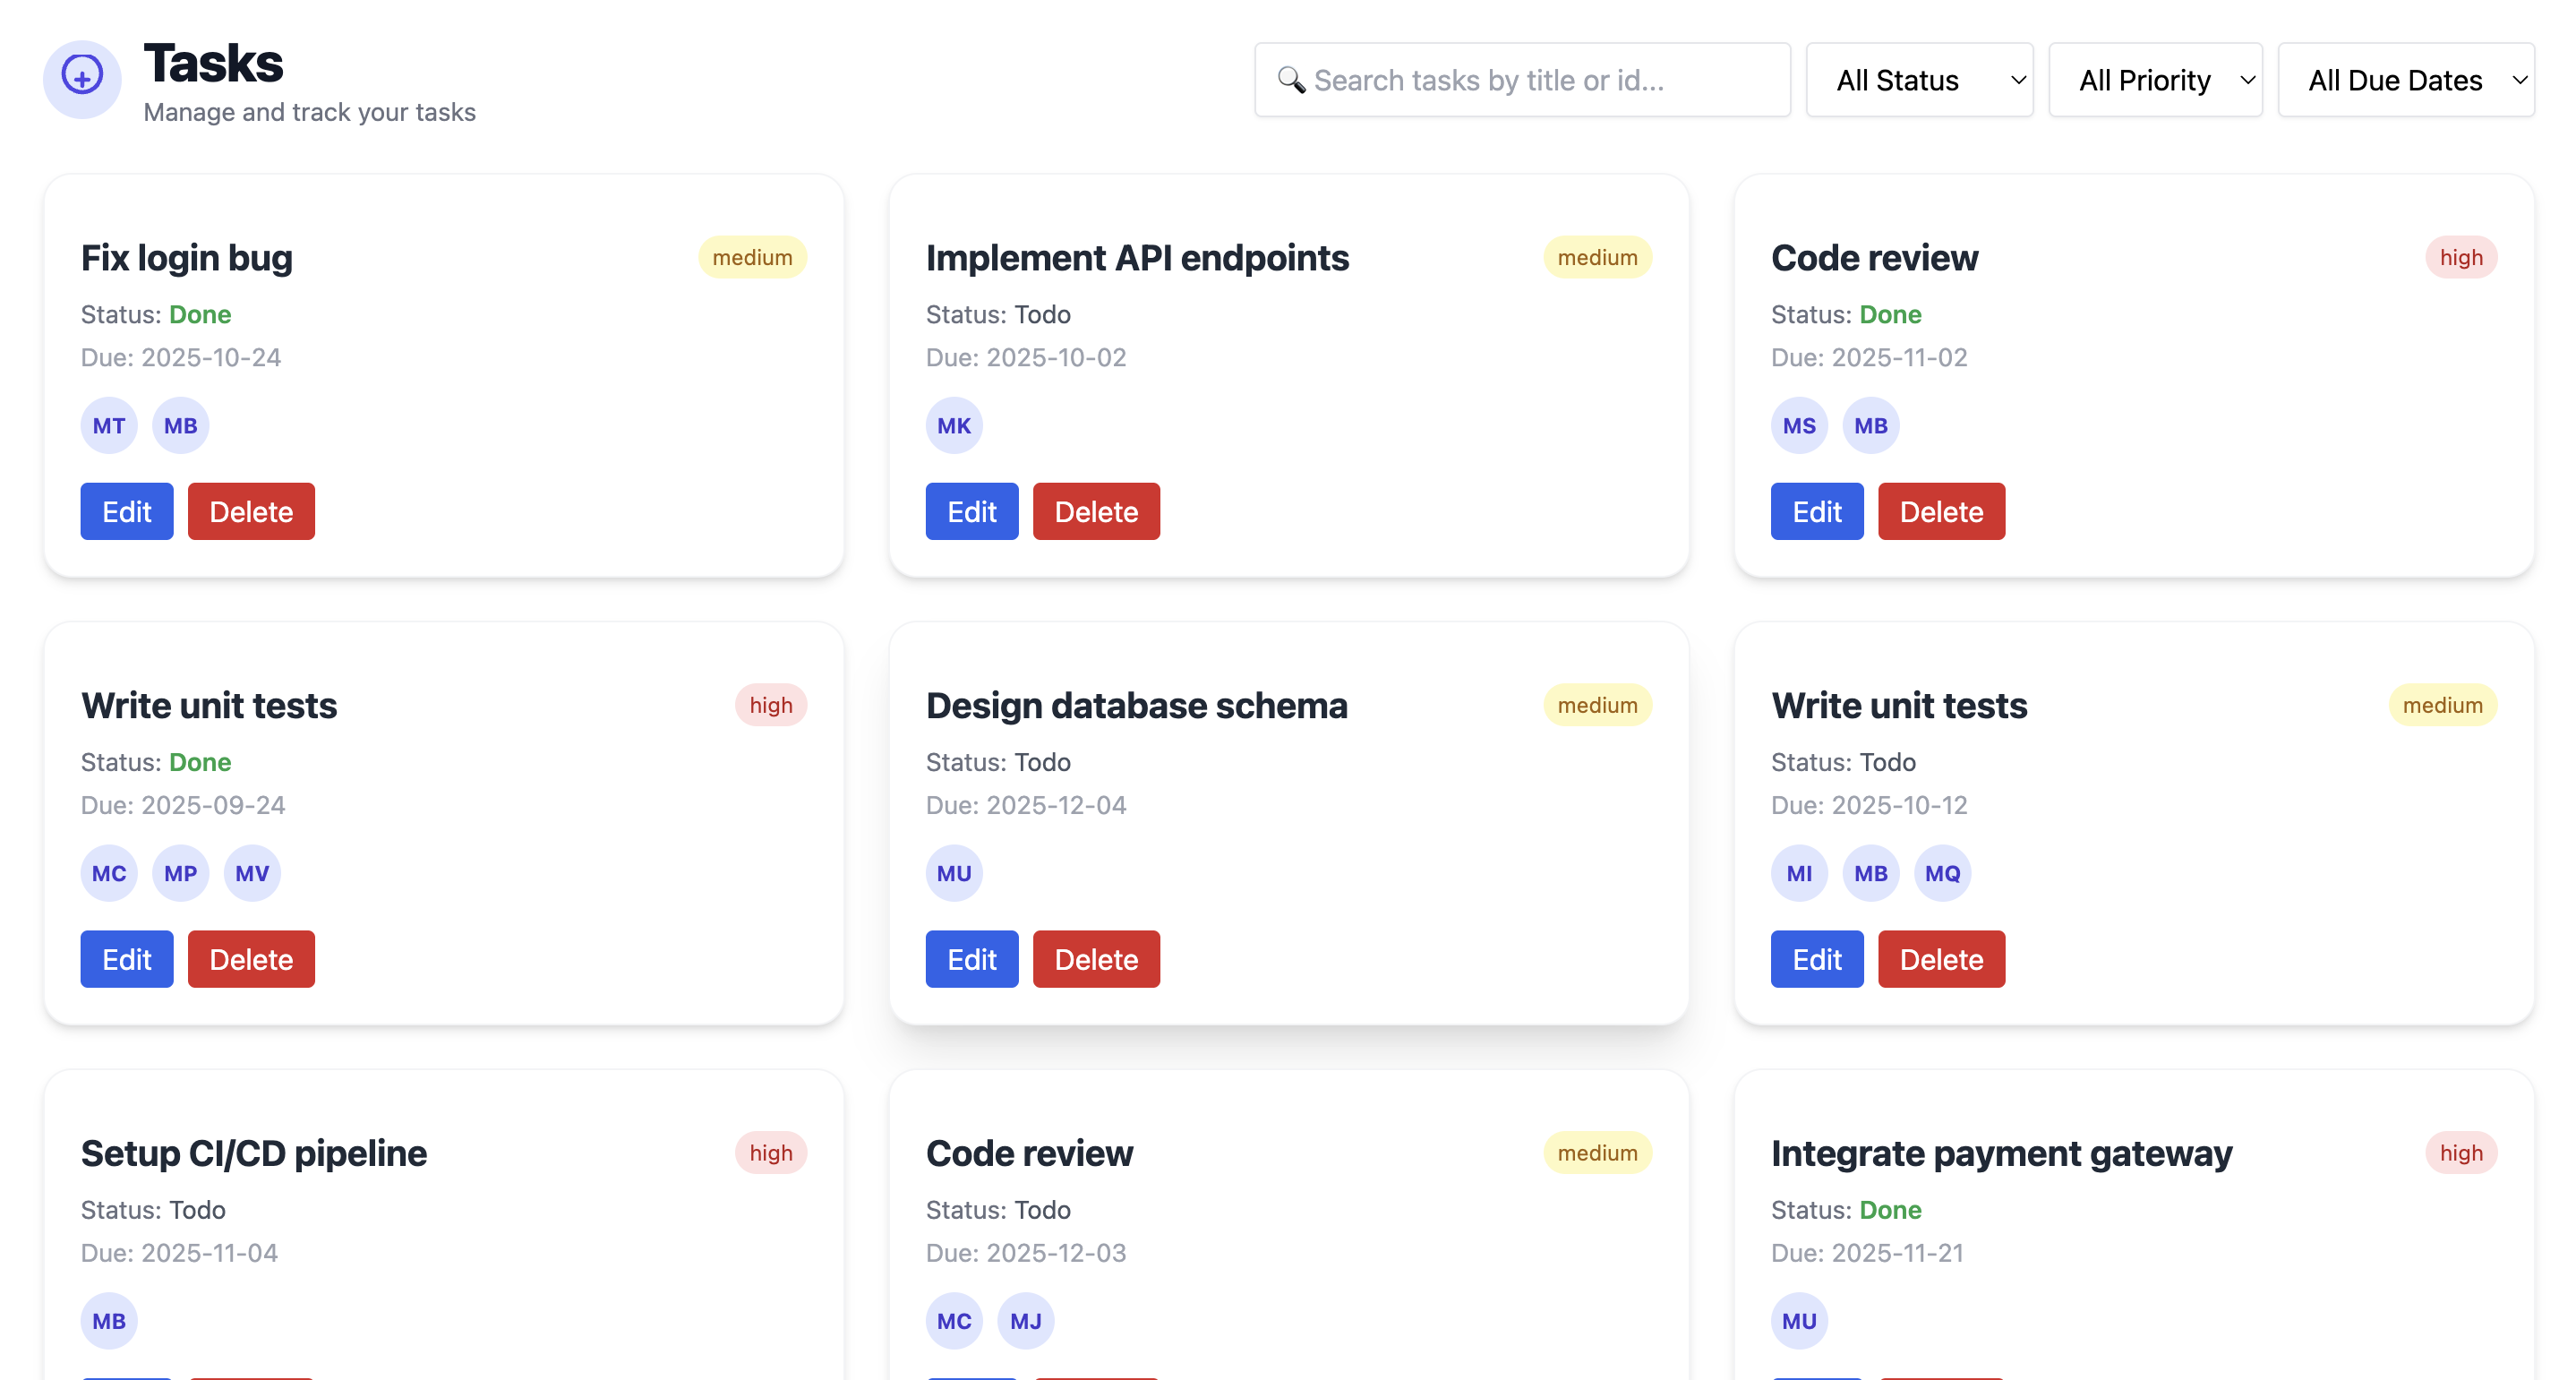 Tasks
Manage and track your tasks
🔍 Search tasks by title or id...
All Status
All Priority
All Due Dates
Fix login bug
medium
Status: Done
Due: 2025-10-24
MT MB
Edit Delete
Implement API endpoints
medium
Status: Todo
Due: 2025-10-02
MK
Edit Delete
Code review
high
Status: Done
Due: 2025-11-02
MS MB
Edit Delete
Write unit tests
high
Status: Done
Due: 2025-09-24
MC MP MV
Edit Delete
Design database schema
medium
Status: Todo
Due: 2025-12-04
MU
Edit Delete
Write unit tests
medium
Status: Todo
Due: 2025-10-12
MI MB MQ
Edit Delete
Setup CI/CD pipeline
high
Status: Todo
Due: 2025-11-04
MB
Code review
medium
Status: Todo
Due: 2025-12-03
MC MJ
Integrate payment gateway
high
Status: Done
Due: 2025-11-21
MU